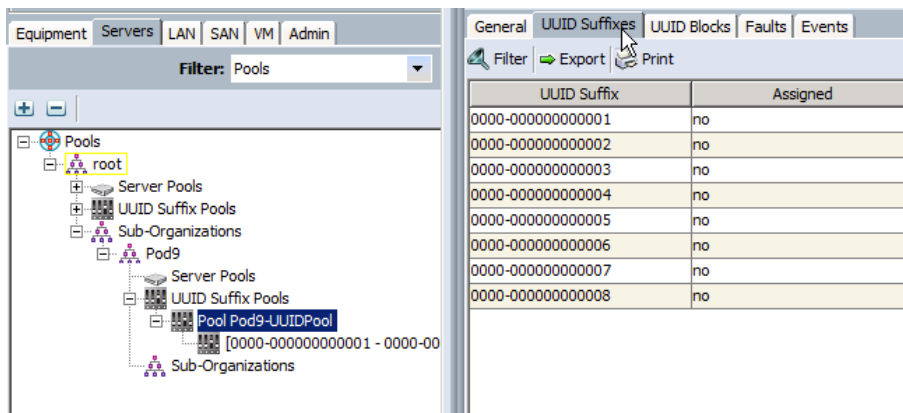 Equipment Servers LAN SAN VM Admin
Filter: Pools
Pools
root
Server Pools
UUID Suffix Pools
Sub-Organizations
Pod9
Server Pools
UUID Suffix Pools
Pool Pod9-UUIDPool
[0000-000000000001 - 0000-00
Sub-Organizations
General UUID Suffixes UUID Blocks Faults Events
Filter Export Print
UUID Suffix Assigned
0000-000000000001 no
0000-000000000002 no
0000-000000000003 no
0000-000000000004 no
0000-000000000005 no
0000-000000000006 no
0000-000000000007 no
0000-000000000008 no